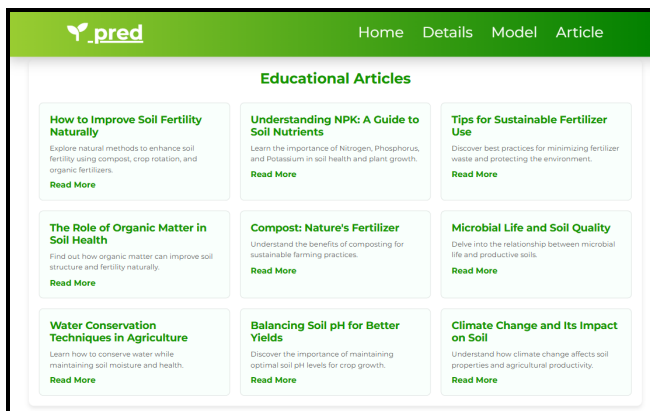 _pred
Home Details Model Article
Educational Articles
How to Improve Soil Fertility
Naturally
Explore natural methods to enhance soil
fertility using compost, crop rotation, and
organic fertilizers.
Read More
Understanding NPK: A Guide to
Soil Nutrients
Learn the importance of Nitrogen, Phosphorus,
and Potassium in soil health and plant growth.
Read More
Tips for Sustainable Fertilizer
Use
Discover best practices for minimizing fertilizer
waste and protecting the environment.
Read More
The Role of Organic Matter in
Soil Health
Find out how organic matter can improve soil
structure and fertility naturally.
Read More
Compost: Nature's Fertilizer
Understand the benefits of composting for
sustainable farming practices.
Read More
Microbial Life and Soil Quality
Delve into the relationship between microbial
life and productive soils.
Read More
Water Conservation
Techniques in Agriculture
Learn how to conserve water while
maintaining soil moisture and health.
Read More
Balancing Soil pH for Better
Yields
Discover the importance of maintaining
optimal soil pH levels for crop growth.
Read More
Climate Change and Its Impact
on Soil
Understand how climate change affects soil
properties and agricultural productivity.
Read More